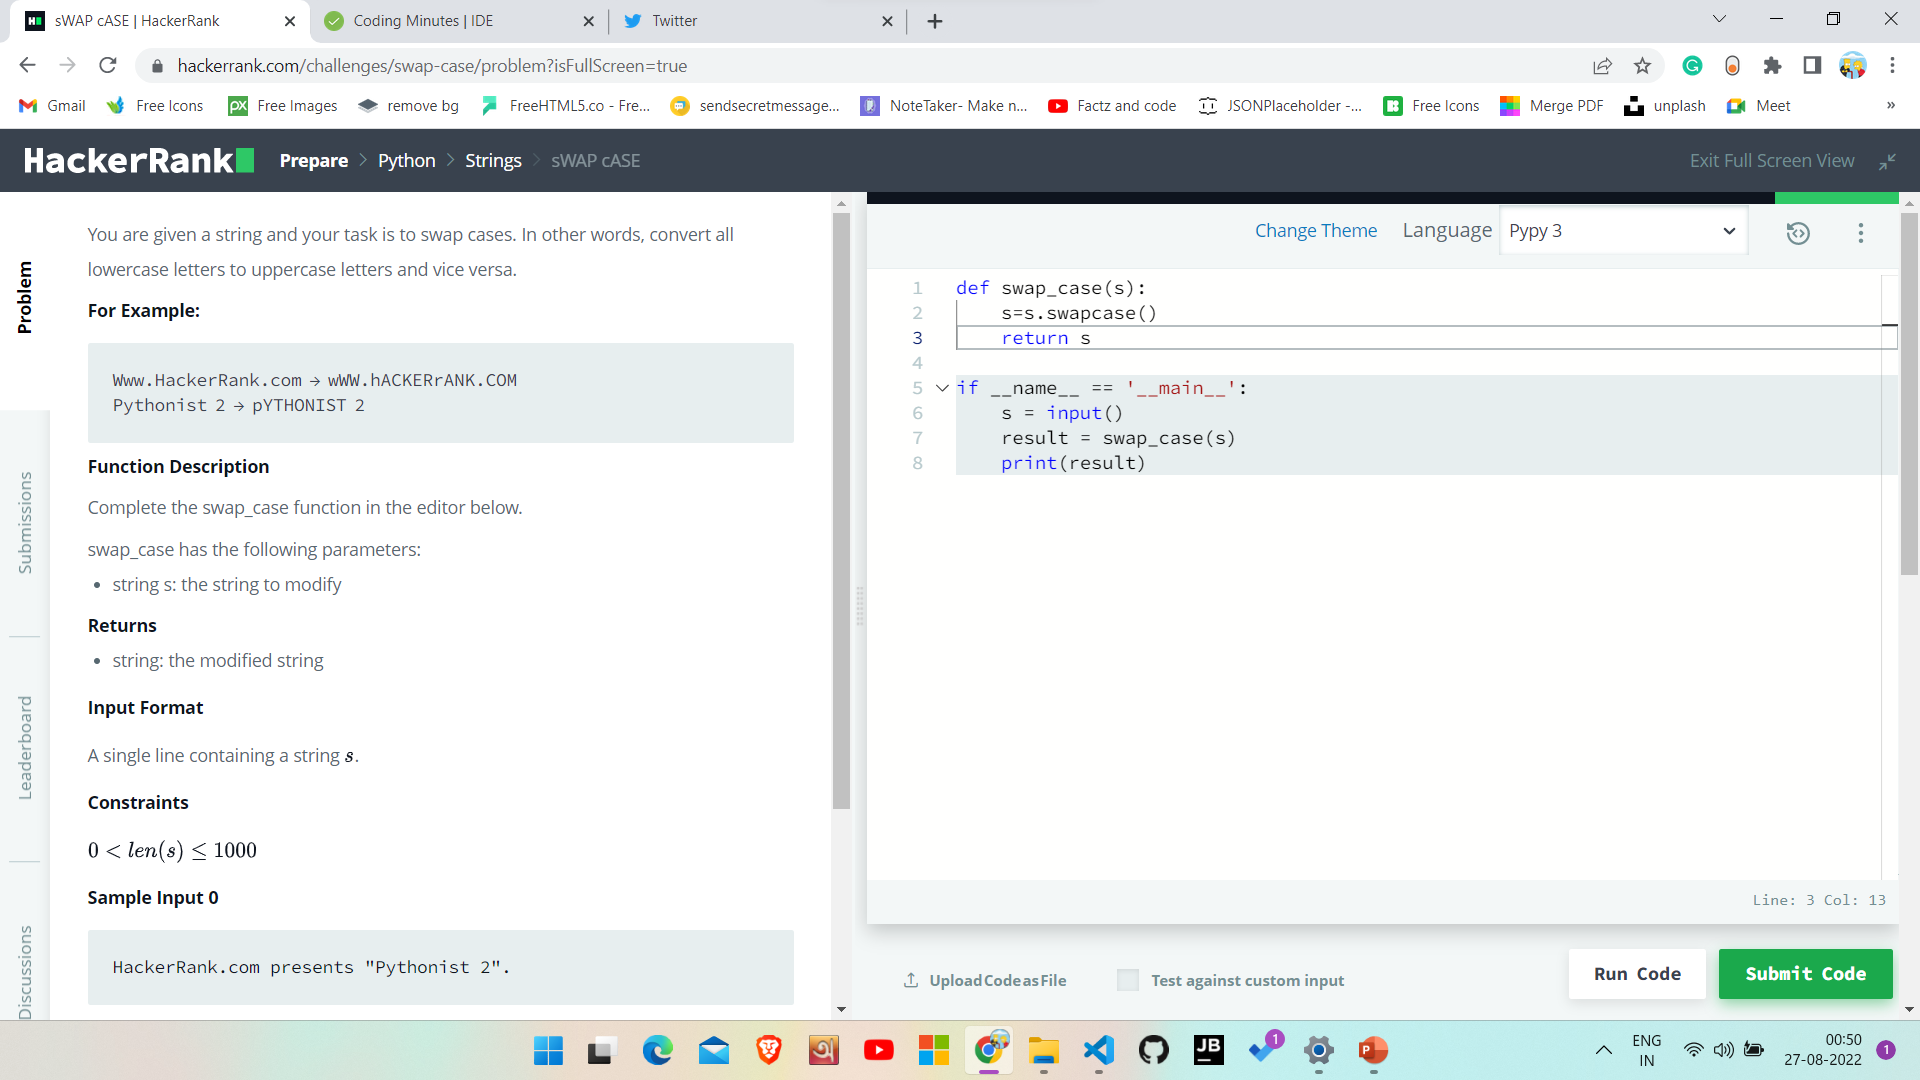 sWAP cASE | HackerRank
Coding Minutes | IDE
Twitter
hackerrank.com/challenges/swap-case/problem?isFullScreen=true
Gmail
Free Icons
Free Images
remove bg
FreeHTML5.co - Fre...
sendsecretmessage...
NoteTaker- Make n...
Factz and code
JSONPlaceholder -...
Free Icons
Merge PDF
unplash
Meet
»
HackerRank
Prepare
Python
Strings
sWAP cASE
Exit Full Screen View
Problem
Submissions
Leaderboard
Discussions
You are given a string and your task is to swap cases. In other words, convert all
lowercase letters to uppercase letters and vice versa.
For Example:
Www.HackerRank.com → wWW.hACKERrANK.COM
Pythonist 2 → pYTHONIST 2
Function Description
Complete the swap_case function in the editor below.
swap_case has the following parameters:
• string s: the string to modify
Returns
• string: the modified string
Input Format
A single line containing a string s.
Constraints
0 < len(s) ≤ 1000
Sample Input 0
HackerRank.com presents "Pythonist 2".
Change Theme
Language
Pypy 3
1 def swap_case(s):
2     s=s.swapcase()
3     return s
4
5 if __name__ == '__main__':
6     s = input()
7     result = swap_case(s)
8     print(result)
Line: 3 Col: 13
Upload Code as File
Test against custom input
Run Code
Submit Code
H
PX
JB
अ
1
P
ENG
IN
00:50
27-08-2022
1